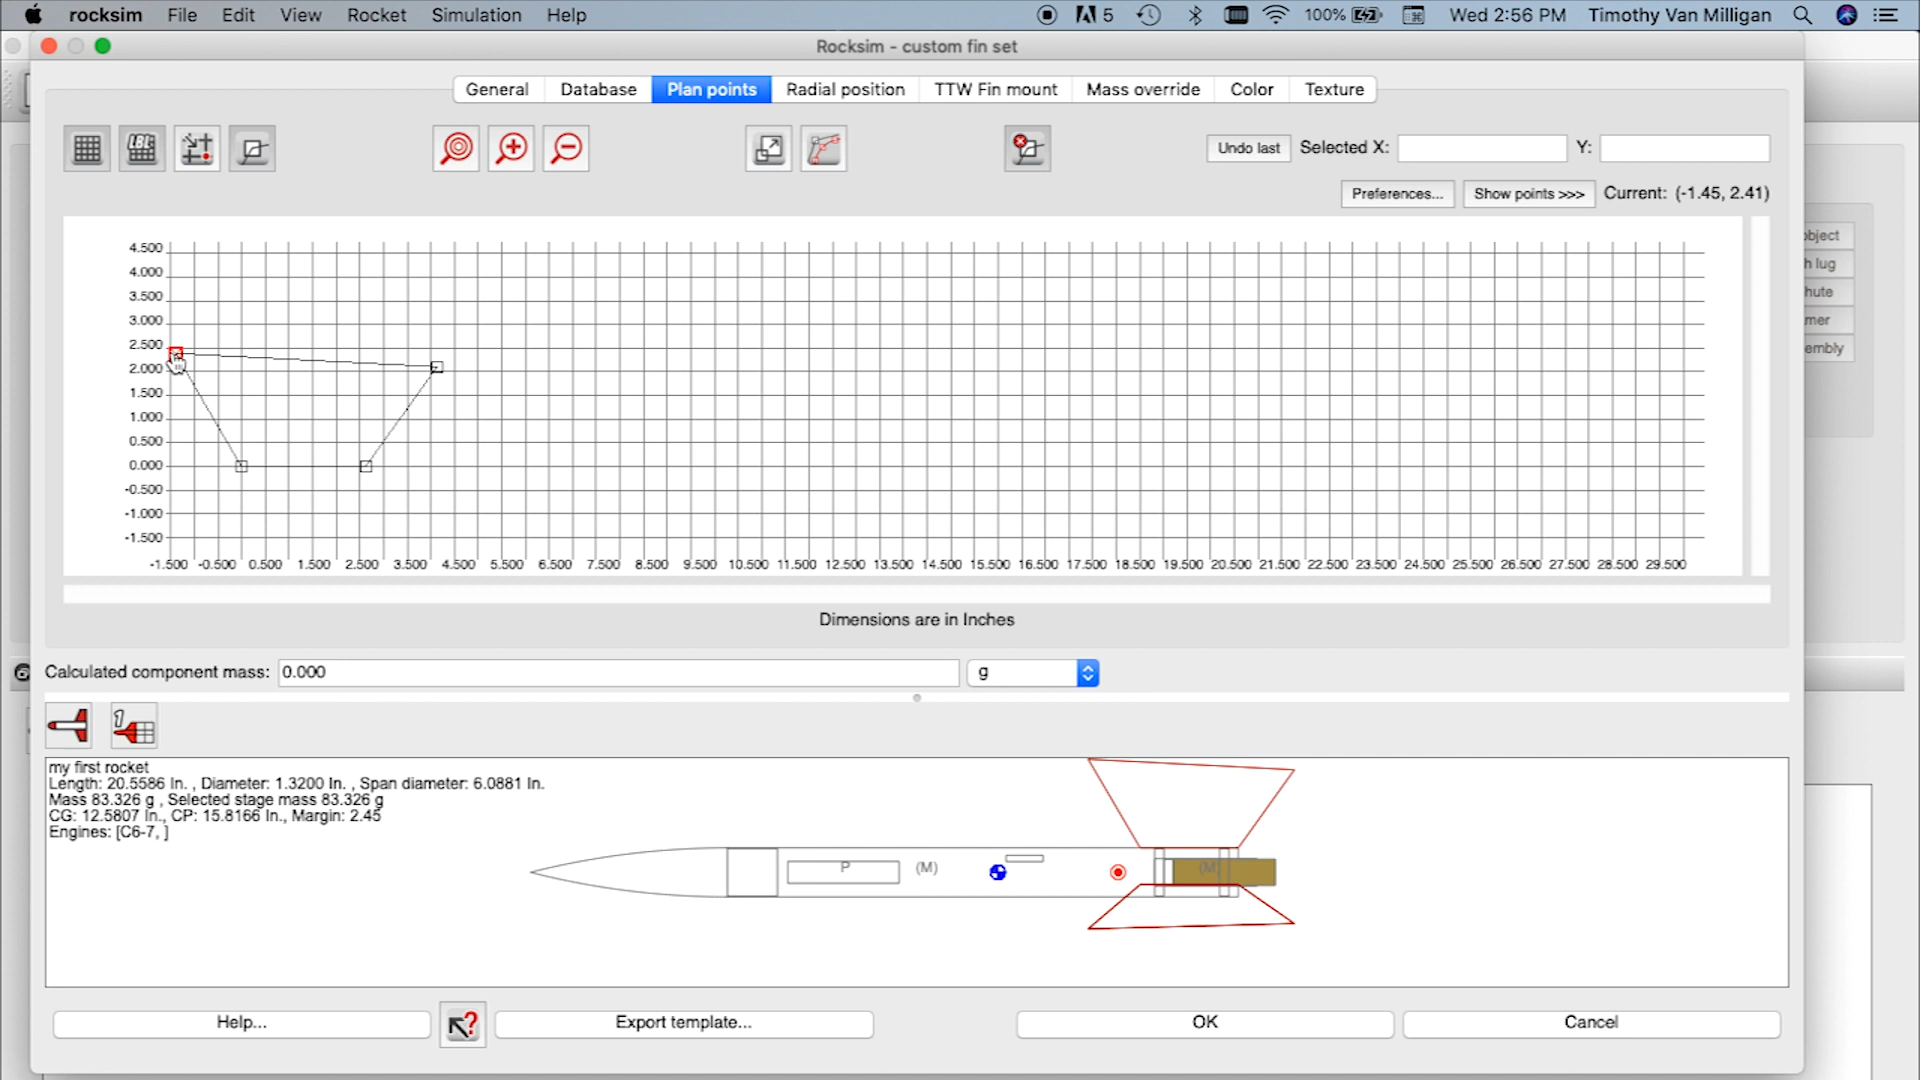 rocksim File Edit View Rocket Simulation Help 5 100% Wed 2:56 PM Timothy Van Milligan
Rocksim - custom fin set
General Database Plan points Radial position TTW Fin mount Mass override Color Texture
LBL
Undo last Selected X: Y:
Preferences... Show points >>> Current: (-1.45, 2.41)
4.500
4.000
3.500
3.000
2.500
2.000
1.500
1.000
0.500
0.000
-0.500
-1.000
-1.500
-1.500 -0.500 0.500 1.500 2.500 3.500 4.500 5.500 6.500 7.500 8.500 9.500 10.500 11.500 12.500 13.500 14.500 15.500 16.500 17.500 18.500 19.500 20.500 21.500 22.500 23.500 24.500 25.500 26.500 27.500 28.500 29.500
Dimensions are in Inches
bject
h lug
hute
mer
embly
Calculated component mass: 0.000 g
1
my first rocket
Length: 20.5586 In. , Diameter: 1.3200 In. , Span diameter: 6.0881 In.
Mass 83.326 g , Selected stage mass 83.326 g
CG: 12.5807 In., CP: 15.8166 In., Margin: 2.45
Engines: [C6-7, ]
P (M) (M)
Help... ? Export template... OK Cancel